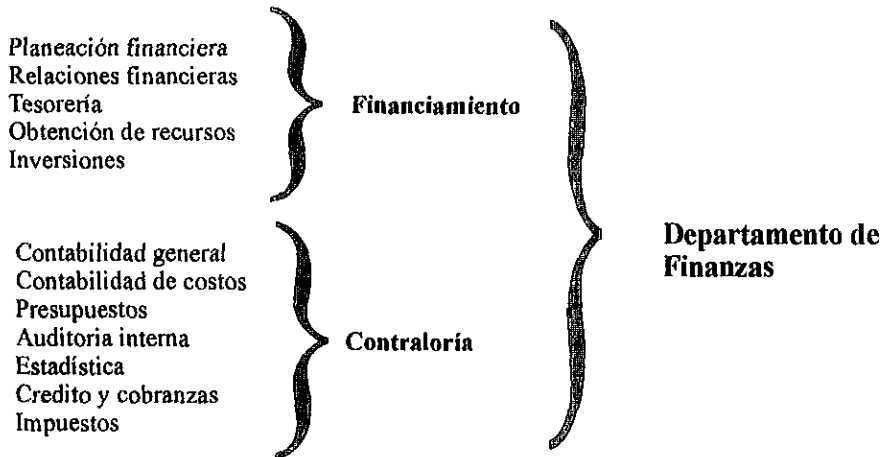 Planeación financiera
Relaciones financieras
Tesorería
Obtención de recursos
Inversiones
Financiamiento
Contabilidad general
Contabilidad de costos
Presupuestos
Auditoria interna
Estadística
Credito y cobranzas
Impuestos
Contraloría
Departamento de
Finanzas